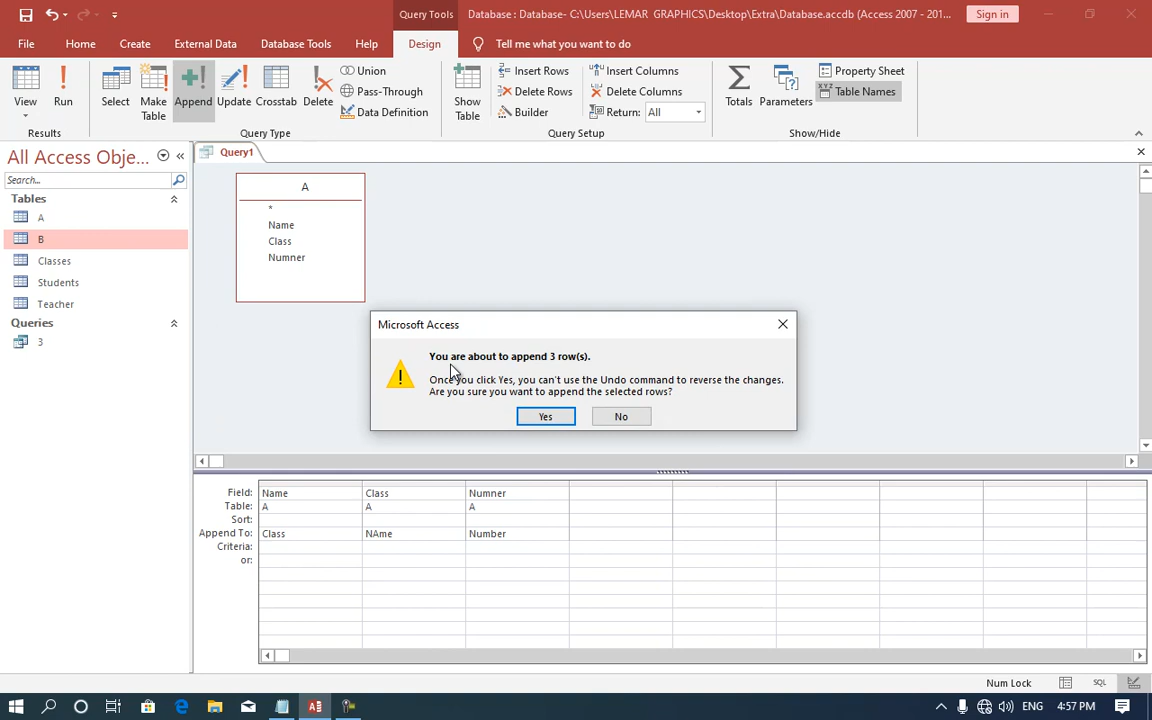 Query Tools
Database : Database- C:\Users\LEMAR GRAPHICS\Desktop\Extra\Database.accdb (Access 2007 - 201...
Sign in
File Home Create External Data Database Tools Help Design Tell me what you want to do
View
Run
Results
Select
Make Table
Append
Update
Crosstab
Delete
Union
Pass-Through
Data Definition
Query Type
Show Table
Insert Rows
Delete Rows
Builder
Insert Columns
Delete Columns
Return: All
Query Setup
Totals
Parameters
Property Sheet
XYZ Table Names
Show/Hide
All Access Obje...
Search...
Tables
A
B
Classes
Students
Teacher
Queries
3
Query1
A
*
Name
Class
Numner
Microsoft Access
You are about to append 3 row(s).
Once you click Yes, you can't use the Undo command to reverse the changes.
Are you sure you want to append the selected rows?
Yes No
Field: Name Class Numner
Table: A A A
Sort:
Append To: Class NAme Number
Criteria:
or:
Num Lock
SQL
ENG 4:57 PM